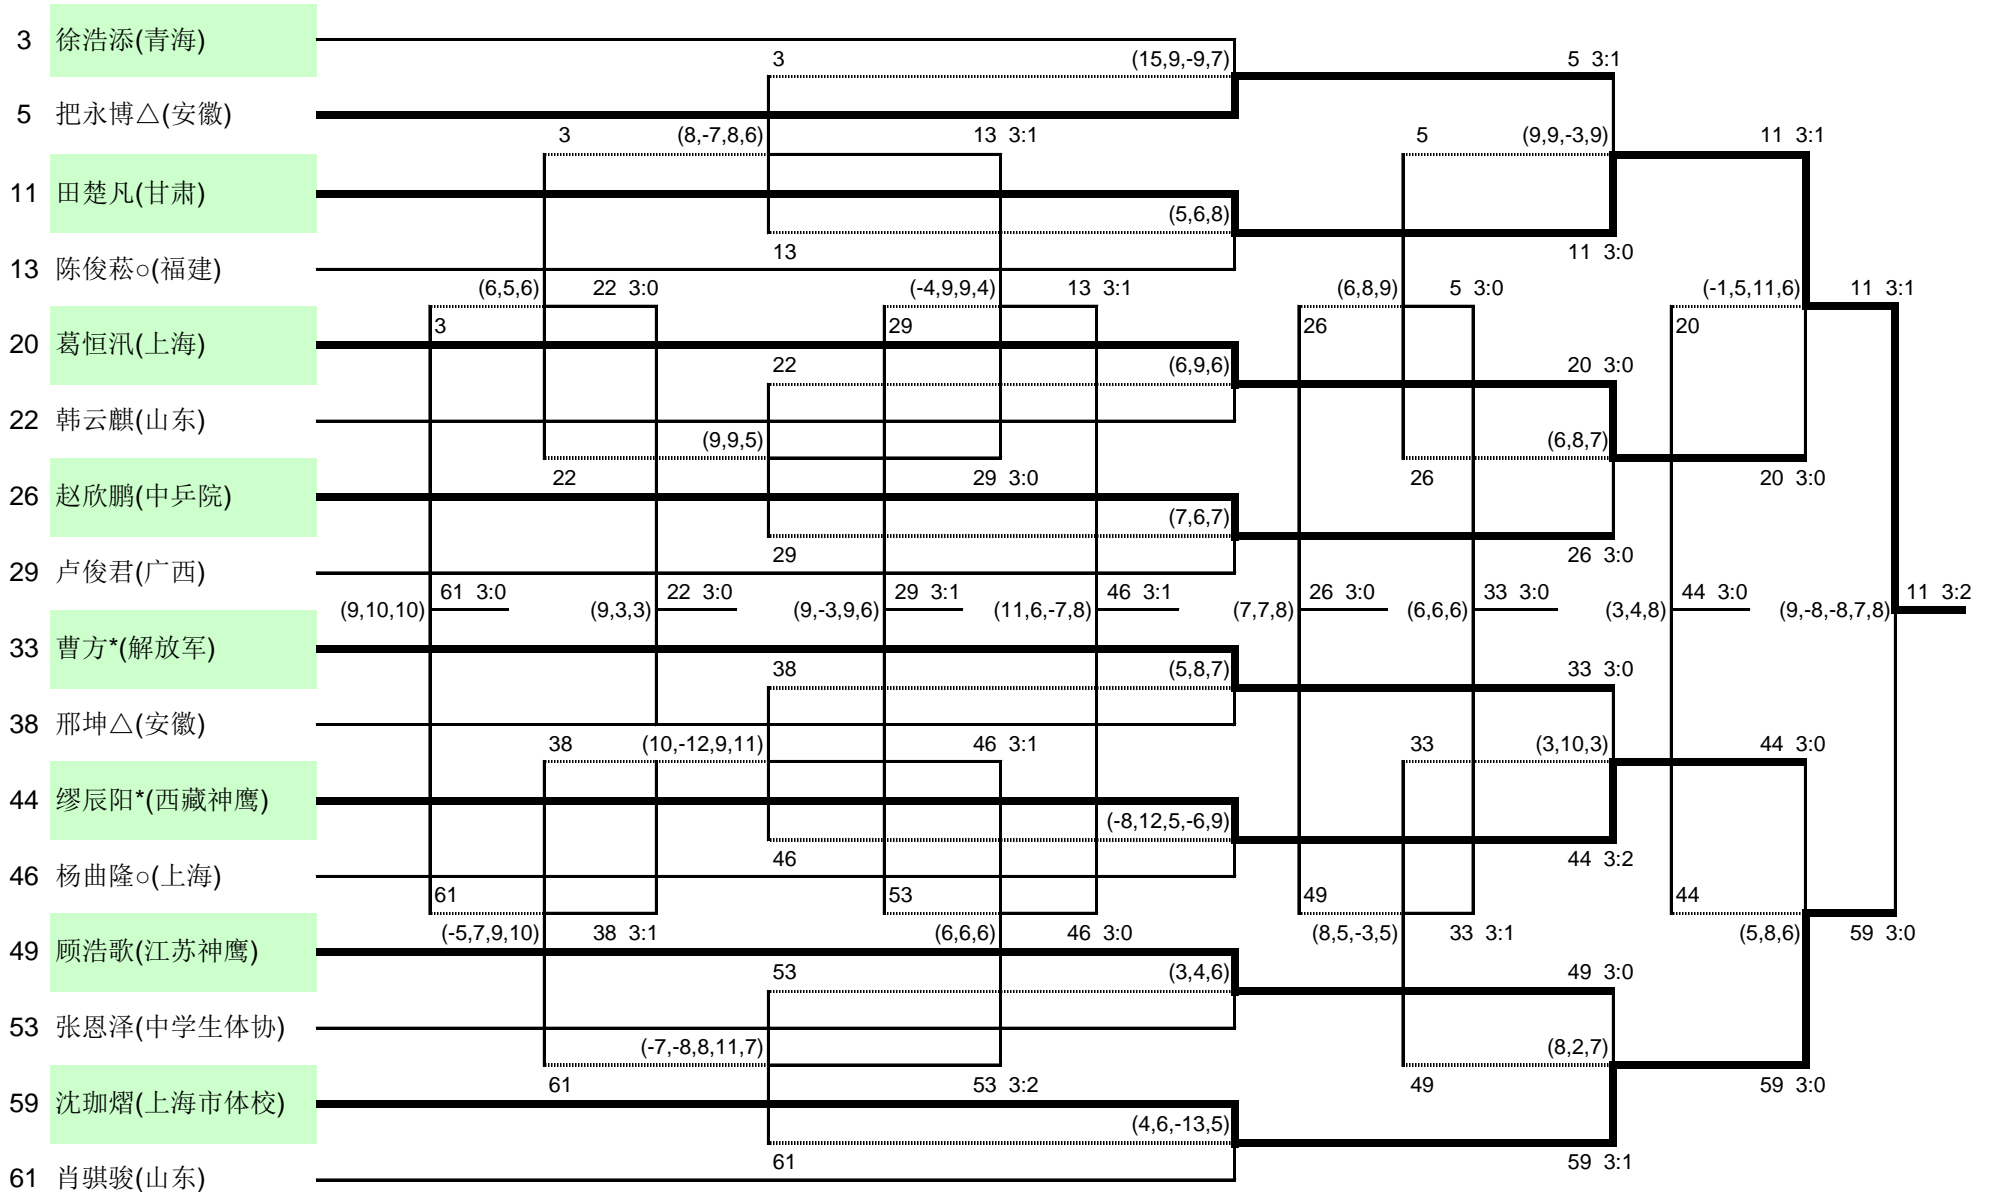 3 徐浩添(青海)
3 (15,9,-9,7) 5 3:1
5 把永博△(安徽)
3 (8,-7,8,6) 13 3:1 5 (9,9,-3,9) 11 3:1
11 田楚凡(甘肃)
(5,6,8)
13 11 3:0
13 陈俊菘○(福建)
(6,5,6) 22 3:0 (-4,9,9,4) 13 3:1 (6,8,9) 5 3:0 (-1,5,11,6) 11 3:1
3 29 26 20
20 葛恒汛(上海)
22 (6,9,6) 20 3:0
22 韩云麒(山东)
(9,9,5) (6,8,7)
22 29 3:0 26 20 3:0
26 赵欣鹏(中乒院)
(7,6,7)
29 26 3:0
29 卢俊君(广西)
(9,10,10) 61 3:0 (9,3,3) 22 3:0 (9,-3,9,6) 29 3:1 (11,6,-7,8) 46 3:1 (7,7,8) 26 3:0 (6,6,6) 33 3:0 (3,4,8) 44 3:0 (9,-8,-8,7,8) 11 3:2
33 曹方*(解放军)
38 (5,8,7) 33 3:0
38 邢坤△(安徽)
38 (10,-12,9,11) 46 3:1 33 (3,10,3) 44 3:0
44 缪辰阳*(西藏神鹰)
(-8,12,5,-6,9)
46 44 3:2
46 杨曲隆○(上海)
61 53 49 44
(-5,7,9,10) 38 3:1 (6,6,6) 46 3:0 (8,5,-3,5) 33 3:1 (5,8,6) 59 3:0
49 顾浩歌(江苏神鹰)
53 (3,4,6) 49 3:0
53 张恩泽(中学生体协)
(-7,-8,8,11,7) (8,2,7)
61 53 3:2 49 59 3:0
59 沈珈熠(上海市体校)
(4,6,-13,5)
61 59 3:1
61 肖骐骏(山东)